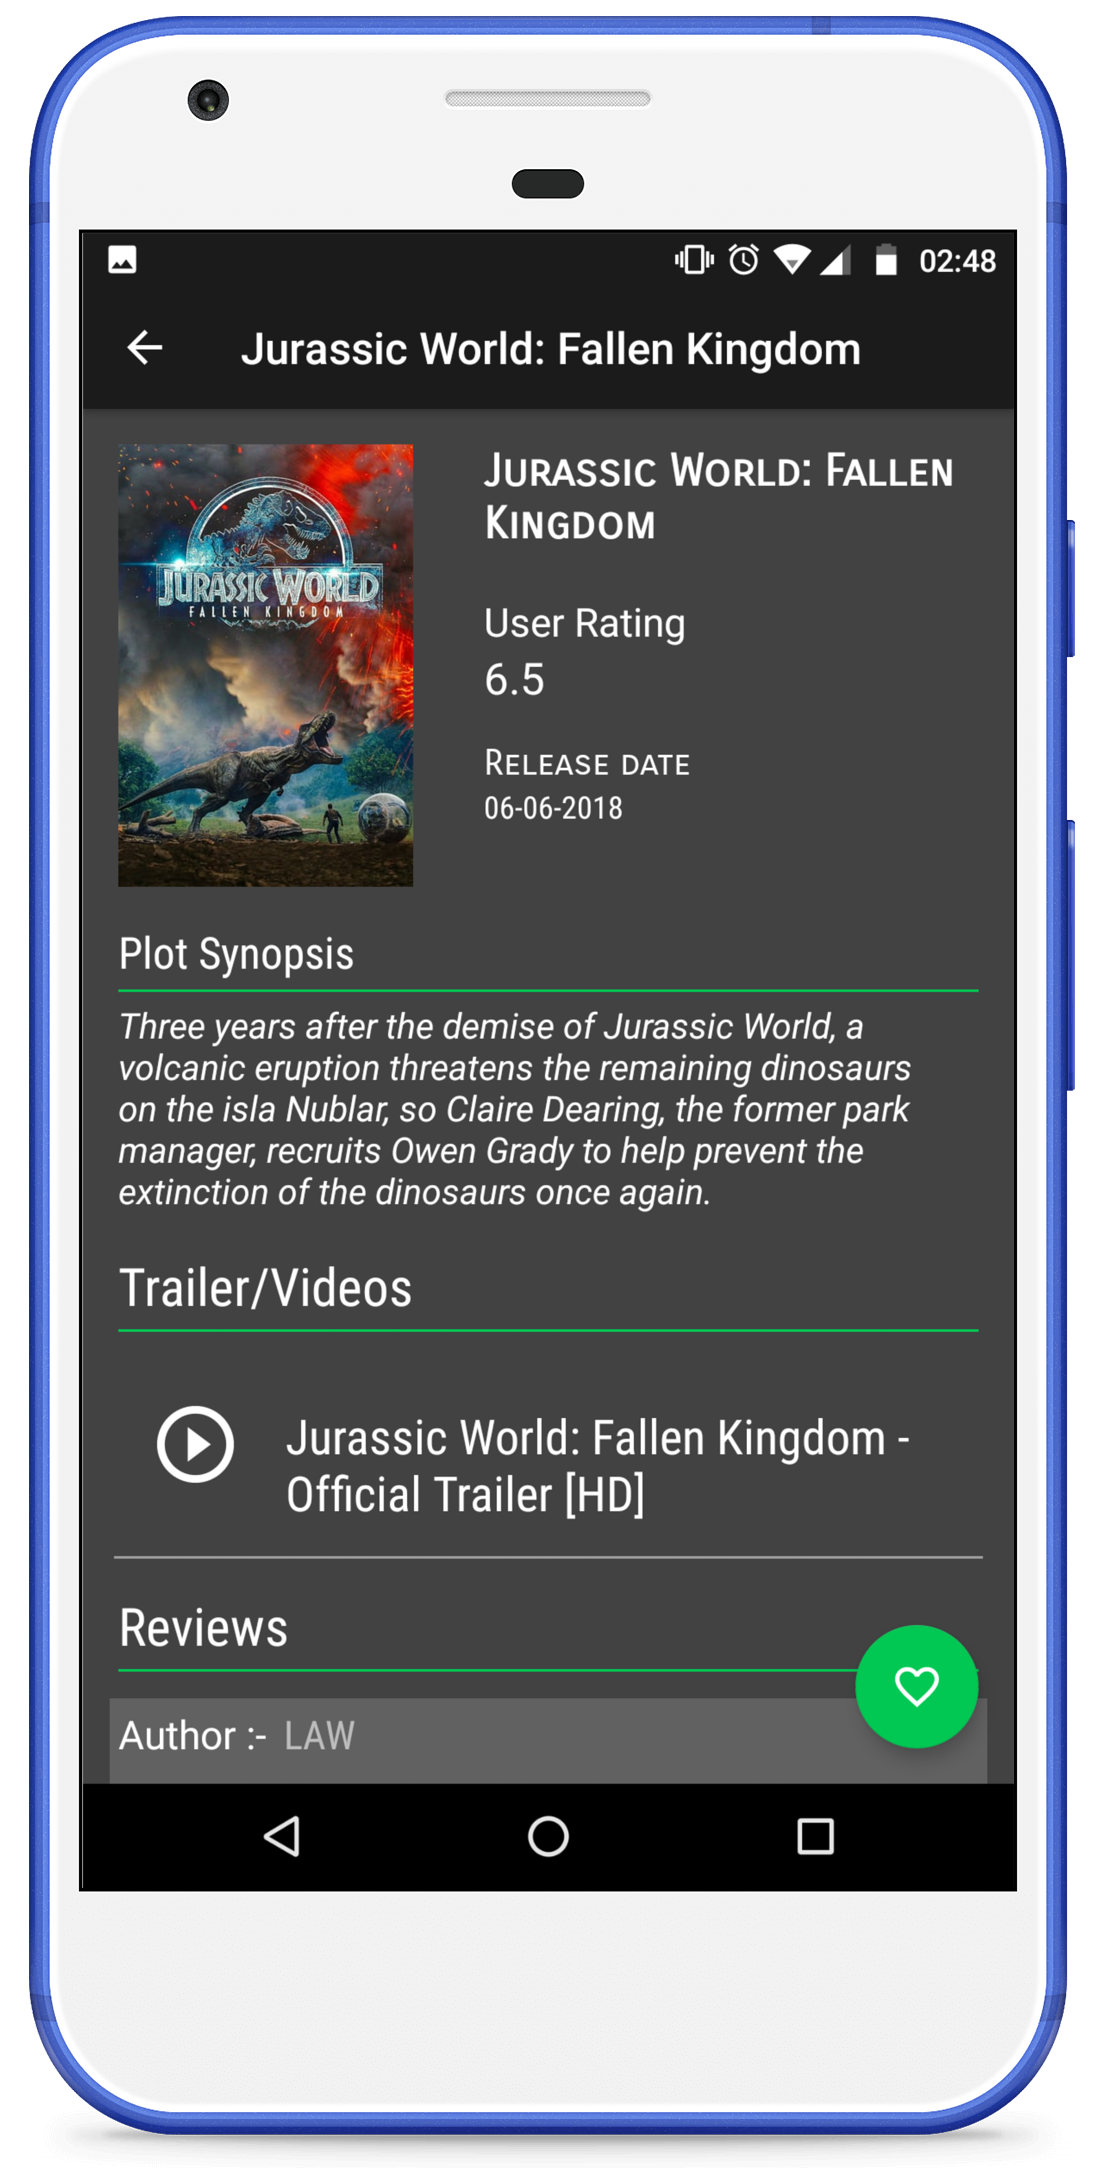 02:48
Jurassic World: Fallen Kingdom
JURASSIC WORLD
FALLEN KINGDOM
Jurassic World: Fallen
Kingdom
User Rating
6.5
Release date
06-06-2018
Plot Synopsis
Three years after the demise of Jurassic World, a
volcanic eruption threatens the remaining dinosaurs
on the isla Nublar, so Claire Dearing, the former park
manager, recruits Owen Grady to help prevent the
extinction of the dinosaurs once again.
Trailer/Videos
Jurassic World: Fallen Kingdom -
Official Trailer [HD]
Reviews
Author :- LAW